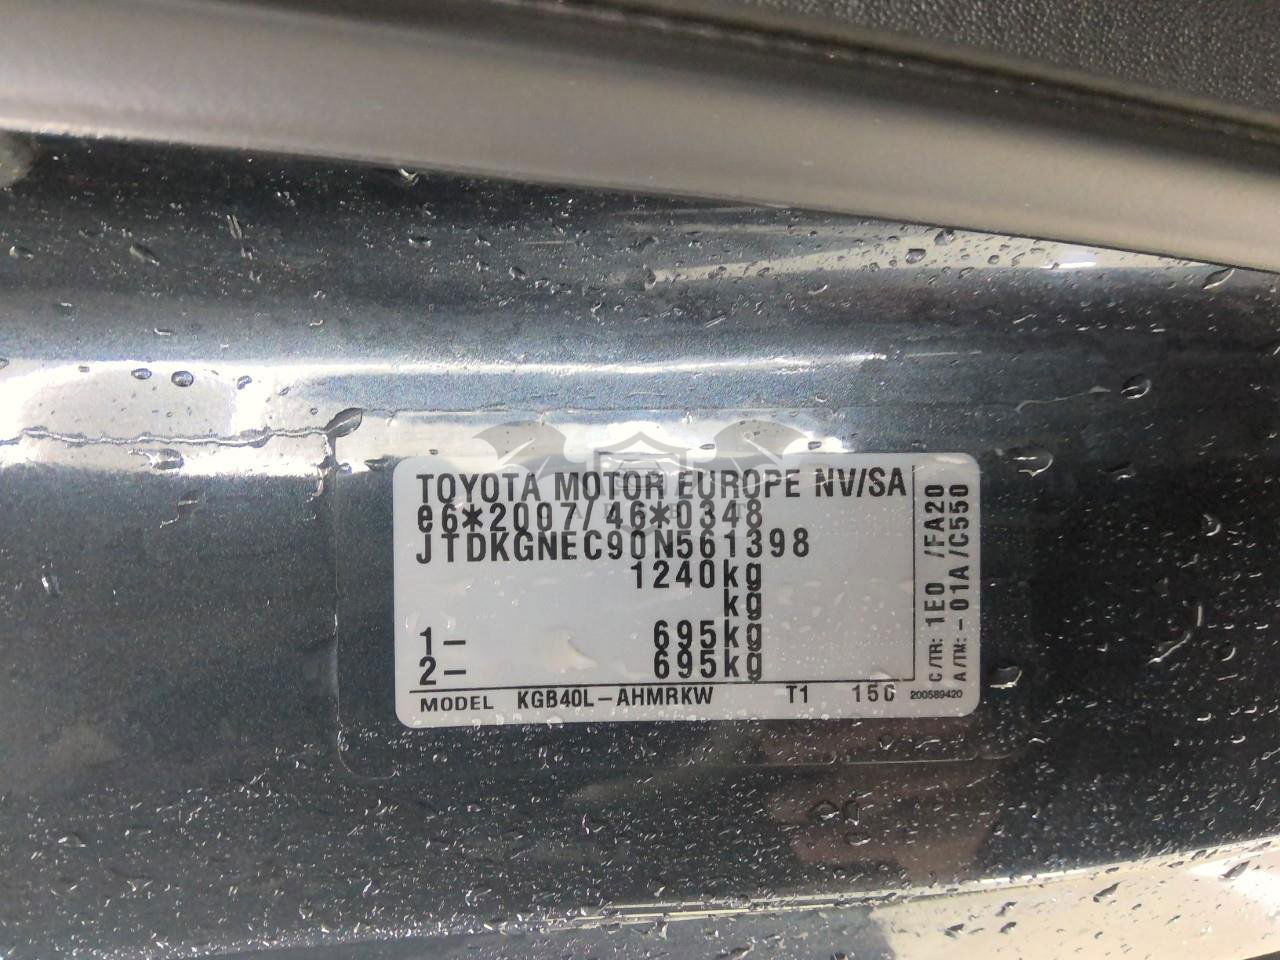 TOYOTA MOTOR EUROPE NV/SA
e6*2007/46*0348
JTDKGNEC90N561398
1240kg
kg
1- 695kg
2- 695kg
MODEL KGB40L-AHMRKW T1 15C
200589420
C/TR: 1E0 /FA20
A/TM: -01A /C550